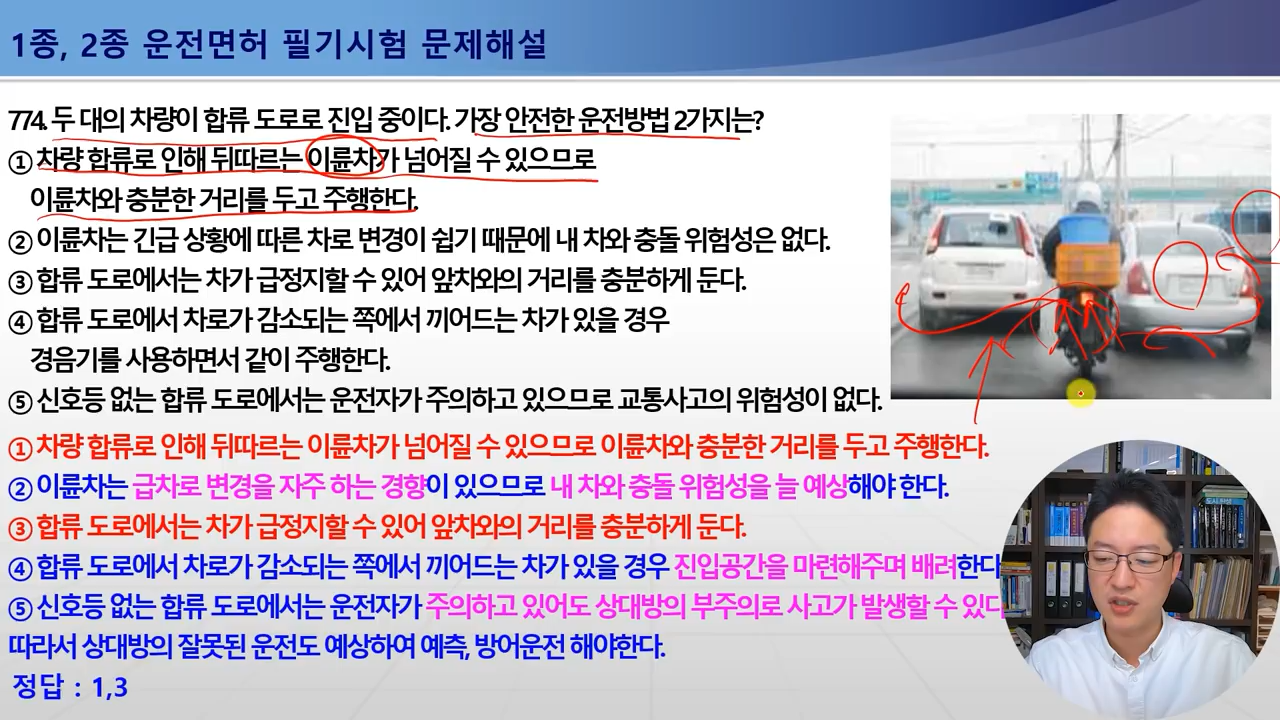 1종, 2종 운전면허 필기시험 문제해설
774. 두 대의 차량이 합류 도로로 진입 중이다. 가장 안전한 운전방법 2가지는?
① 차량 합류로 인해 뒤따르는 이륜차가 넘어질 수 있으므로
이륜차와 충분한 거리를 두고 주행한다.
② 이륜차는 긴급 상황에 따른 차로 변경이 쉽기 때문에 내 차와 충돌 위험성은 없다.
③ 합류 도로에서는 차가 급정지할 수 있어 앞차와의 거리를 충분하게 둔다.
④ 합류 도로에서 차로가 감소되는 쪽에서 끼어드는 차가 있을 경우
경음기를 사용하면서 같이 주행한다.
⑤ 신호등 없는 합류 도로에서는 운전자가 주의하고 있으므로 교통사고의 위험성이 없다.
① 차량 합류로 인해 뒤따르는 이륜차가 넘어질 수 있으므로 이륜차와 충분한 거리를 두고 주행한다.
② 이륜차는 급차로 변경을 자주 하는 경향이 있으므로 내 차와 충돌 위험성을 늘 예상해야 한다.
③ 합류 도로에서는 차가 급정지할 수 있어 앞차와의 거리를 충분하게 둔다.
④ 합류 도로에서 차로가 감소되는 쪽에서 끼어드는 차가 있을 경우 진입공간을 마련해주며 배려한다
⑤ 신호등 없는 합류 도로에서는 운전자가 주의하고 있어도 상대방의 부주의로 사고가 발생할 수 있다
따라서 상대방의 잘못된 운전도 예상하여 예측, 방어운전 해야한다.
정답 : 1,3